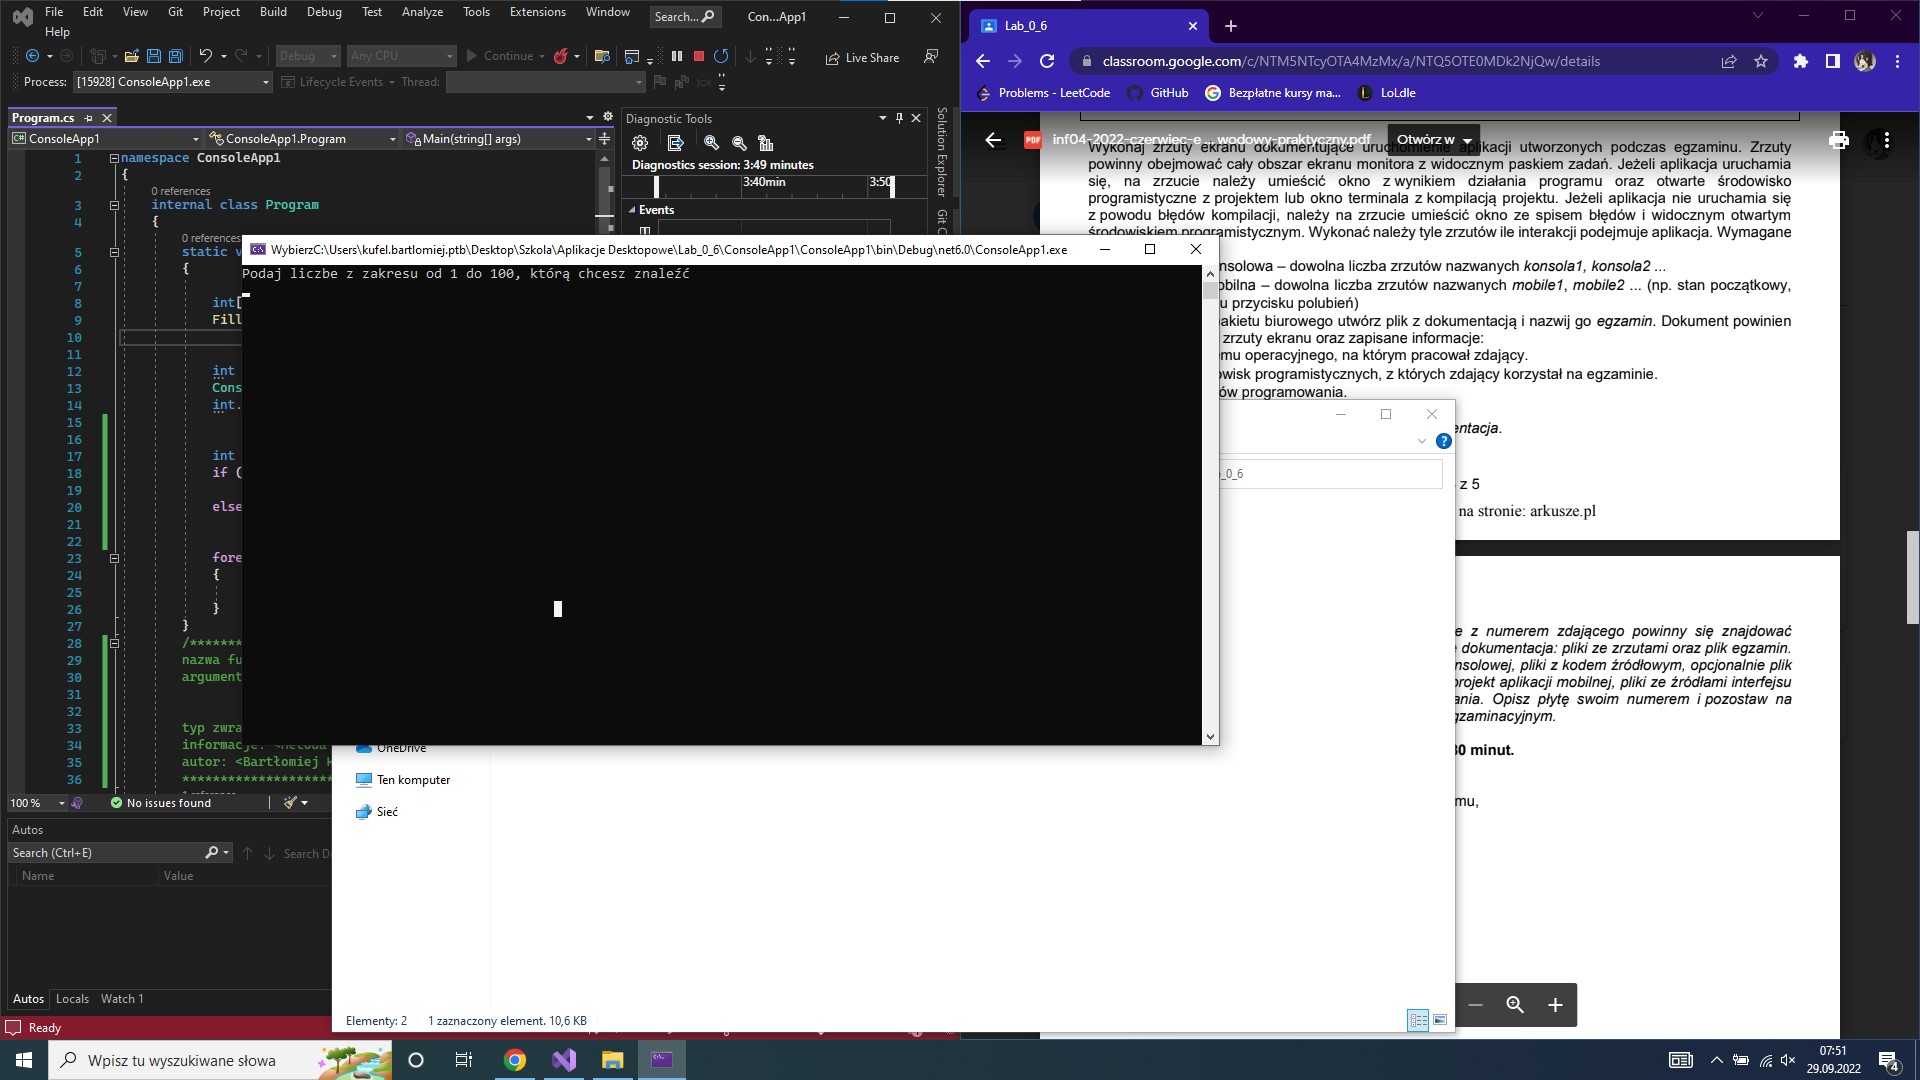 File Edit View Git Project Build Debug Test Analyze Tools Extensions Window Search... Con...App1
Help
Debug Any CPU Continue Live Share
Process: [15928] ConsoleApp1.exe Lifecycle Events Thread:
Program.cs
ConsoleApp1 ConsoleApp1.Program Main(string[] args)
1 namespace ConsoleApp1
2 {
0 references
3 internal class Program
4 {
0 references
5 static v
6 {
7
8 int[
9 Fill
10
11
12 int
13 Cons
14 int.
15
16
17 int
18 if (
19
20 else
21
22
23 fore
24 {
25
26 }
27 }
28 /*******
29 nazwa fu
30 argument
31
32
33 typ zwra
34 informacje: <Metoda
35 autor: <Bartłomiej K
36 ********************
100 % No issues found
Autos
Search (Ctrl+E) Search D
Name Value
Autos Locals Watch 1
Ready
Diagnostic Tools
Diagnostics session: 3:49 minutes
3:40min 3:50
Events
Solution Explorer
Git C
WybierzC:\Users\kufel.bartlomiej.ptb\Desktop\Szkola\Aplikacje Desktopowe\Lab_0_6\ConsoleApp1\ConsoleApp1\bin\Debug\net6.0\ConsoleApp1.exe
Podaj liczbe z zakresu od 1 do 100, którą chcesz znaleźć
_0_6
OneDrive
Ten komputer
Sieć
Elementy: 2 1 zaznaczony element. 10,6 KB
Lab_0_6
classroom.google.com/c/NTM5NTcyOTA4MzMx/a/NTQ5OTE0MDk2NjQw/details
Problems - LeetCode GitHub Bezpłatne kursy ma... LoLdle
PDF inf04-2022-czerwiec-e ... wodowy-praktyczny.pdf Otwórz w
Wykonaj zrzuty ekranu dokumentujące uruchomienie aplikacji utworzonych podczas egzaminu. Zrzuty
powinny obejmować cały obszar ekranu monitora z widocznym paskiem zadań. Jeżeli aplikacja uruchamia
się, na zrzucie należy umieścić okno z wynikiem działania programu oraz otwarte środowisko
programistyczne z projektem lub okno terminala z kompilacją projektu. Jeżeli aplikacja nie uruchamia się
z powodu błędów kompilacji, należy na zrzucie umieścić okno ze spisem błędów i widocznym otwartym
środowiskiem programistycznym. Wykonać należy tyle zrzutów ile interakcji podejmuje aplikacja. Wymagane
nsolowa – dowolna liczba zrzutów nazwanych konsola1, konsola2 ...
obilna – dowolna liczba zrzutów nazwanych mobile1, mobile2 ... (np. stan początkowy,
u przycisku polubień)
akietu biurowego utwórz plik z dokumentacją i nazwij go egzamin. Dokument powinien
zrzuty ekranu oraz zapisane informacje:
mu operacyjnego, na którym pracował zdający.
wisk programistycznych, z których zdający korzystał na egzaminie.
ów programowania.
entacja.
z 5
na stronie: arkusze.pl
e z numerem zdającego powinny się znajdować
dokumentacja: pliki ze zrzutami oraz plik egzamin.
nsolowej, pliki z kodem źródłowym, opcjonalnie plik
rojekt aplikacji mobilnej, pliki ze źródłami interfejsu
ania. Opisz płytę swoim numerem i pozostaw na
gzaminacyjnym.
80 minut.
mu,
Wpisz tu wyszukiwane słowa
07:51
29.09.2022
4